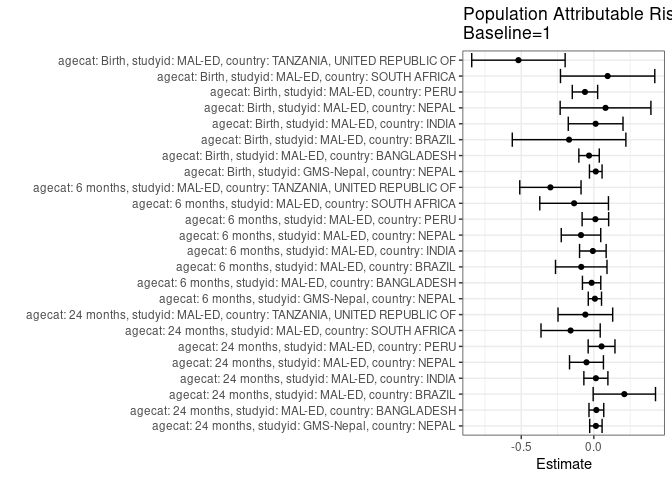 Population Attributable Ris
Baseline=1
agecat: Birth, studyid: MAL-ED, country: TANZANIA, UNITED REPUBLIC OF
agecat: Birth, studyid: MAL-ED, country: SOUTH AFRICA
agecat: Birth, studyid: MAL-ED, country: PERU
agecat: Birth, studyid: MAL-ED, country: NEPAL
agecat: Birth, studyid: MAL-ED, country: INDIA
agecat: Birth, studyid: MAL-ED, country: BRAZIL
agecat: Birth, studyid: MAL-ED, country: BANGLADESH
agecat: Birth, studyid: GMS-Nepal, country: NEPAL
agecat: 6 months, studyid: MAL-ED, country: TANZANIA, UNITED REPUBLIC OF
agecat: 6 months, studyid: MAL-ED, country: SOUTH AFRICA
agecat: 6 months, studyid: MAL-ED, country: PERU
agecat: 6 months, studyid: MAL-ED, country: NEPAL
agecat: 6 months, studyid: MAL-ED, country: INDIA
agecat: 6 months, studyid: MAL-ED, country: BRAZIL
agecat: 6 months, studyid: MAL-ED, country: BANGLADESH
agecat: 6 months, studyid: GMS-Nepal, country: NEPAL
agecat: 24 months, studyid: MAL-ED, country: TANZANIA, UNITED REPUBLIC OF
agecat: 24 months, studyid: MAL-ED, country: SOUTH AFRICA
agecat: 24 months, studyid: MAL-ED, country: PERU
agecat: 24 months, studyid: MAL-ED, country: NEPAL
agecat: 24 months, studyid: MAL-ED, country: INDIA
agecat: 24 months, studyid: MAL-ED, country: BRAZIL
agecat: 24 months, studyid: MAL-ED, country: BANGLADESH
agecat: 24 months, studyid: GMS-Nepal, country: NEPAL
-0.5 0.0
Estimate